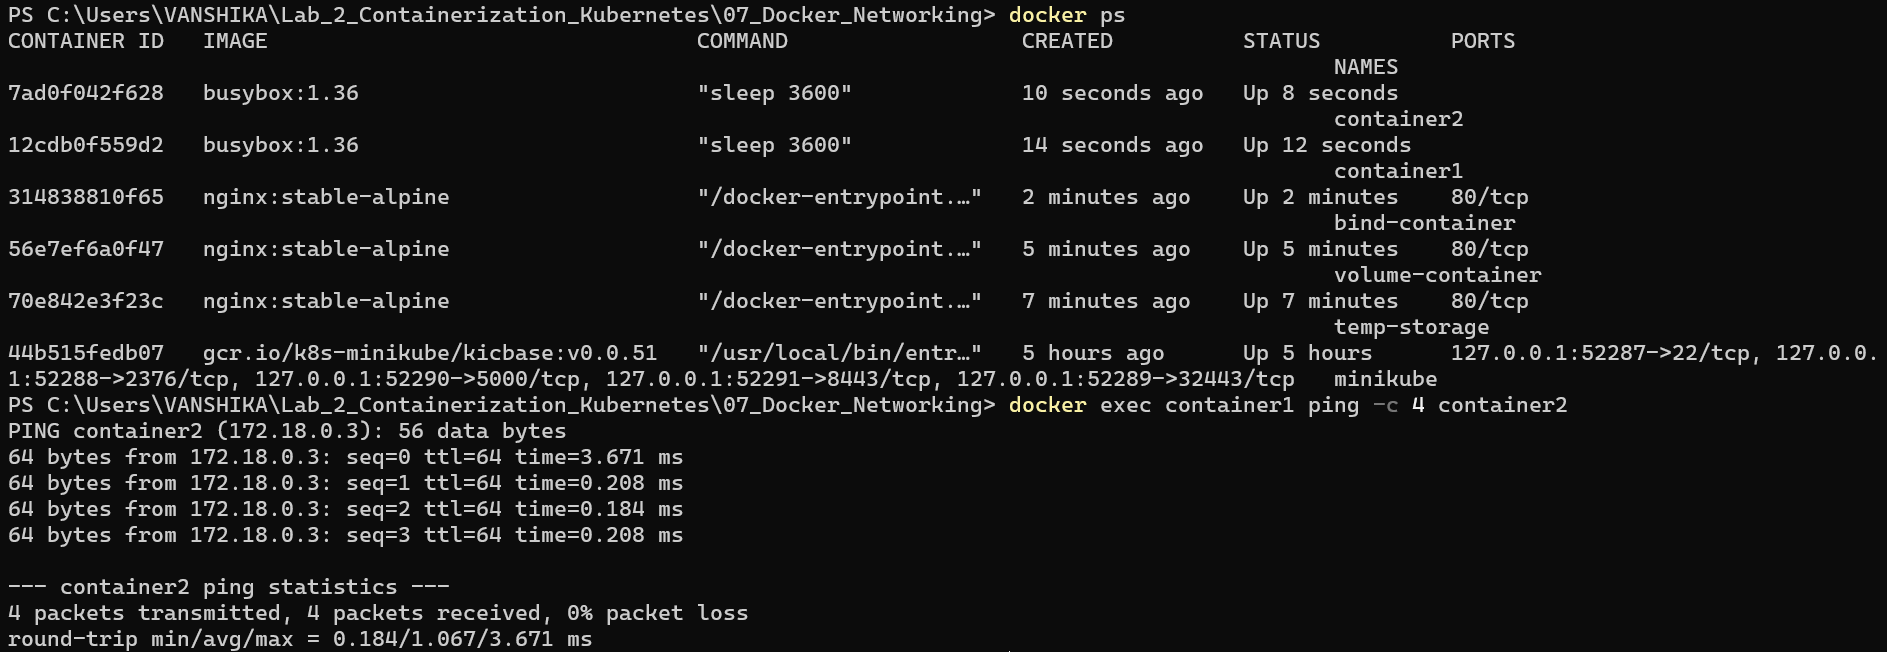 PS C:\Users\VANSHIKA\Lab_2_Containerization_Kubernetes\07_Docker_Networking> docker ps
CONTAINER ID   IMAGE                                 COMMAND                  CREATED          STATUS          PORTS
                                                                                                      NAMES
7ad0f042f628   busybox:1.36                          "sleep 3600"             10 seconds ago   Up 8 seconds
                                                                                                      container2
12cdb0f559d2   busybox:1.36                          "sleep 3600"             14 seconds ago   Up 12 seconds
                                                                                                      container1
314838810f65   nginx:stable-alpine                   "/docker-entrypoint.…"   2 minutes ago    Up 2 minutes    80/tcp
                                                                                                      bind-container
56e7ef6a0f47   nginx:stable-alpine                   "/docker-entrypoint.…"   5 minutes ago    Up 5 minutes    80/tcp
                                                                                                      volume-container
70e842e3f23c   nginx:stable-alpine                   "/docker-entrypoint.…"   7 minutes ago    Up 7 minutes    80/tcp
                                                                                                      temp-storage
44b515fedb07   gcr.io/k8s-minikube/kicbase:v0.0.51   "/usr/local/bin/entr…"   5 hours ago      Up 5 hours      127.0.0.1:52287->22/tcp, 127.0.0.
1:52288->2376/tcp, 127.0.0.1:52290->5000/tcp, 127.0.0.1:52291->8443/tcp, 127.0.0.1:52289->32443/tcp   minikube
PS C:\Users\VANSHIKA\Lab_2_Containerization_Kubernetes\07_Docker_Networking> docker exec container1 ping -c 4 container2
PING container2 (172.18.0.3): 56 data bytes
64 bytes from 172.18.0.3: seq=0 ttl=64 time=3.671 ms
64 bytes from 172.18.0.3: seq=1 ttl=64 time=0.208 ms
64 bytes from 172.18.0.3: seq=2 ttl=64 time=0.184 ms
64 bytes from 172.18.0.3: seq=3 ttl=64 time=0.208 ms

--- container2 ping statistics ---
4 packets transmitted, 4 packets received, 0% packet loss
round-trip min/avg/max = 0.184/1.067/3.671 ms